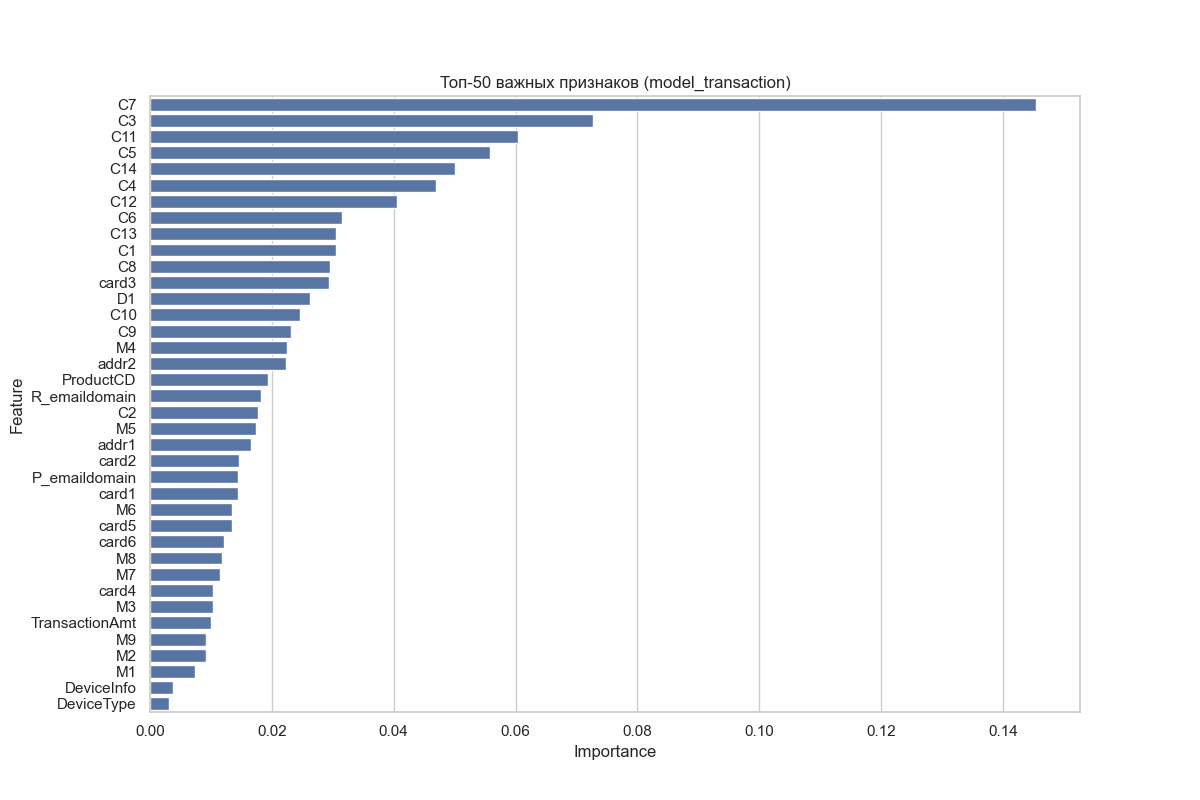 Топ-50 важных признаков (model_transaction)
C7
C3
C11
C5
C14
C4
C12
C6
C13
C1
C8
card3
D1
C10
C9
M4
addr2
ProductCD
R_emaildomain
C2
M5
addr1
card2
P_emaildomain
card1
M6
card5
card6
M8
M7
card4
M3
TransactionAmt
M9
M2
M1
DeviceInfo
DeviceType
Feature
0.00 0.02 0.04 0.06 0.08 0.10 0.12 0.14
Importance